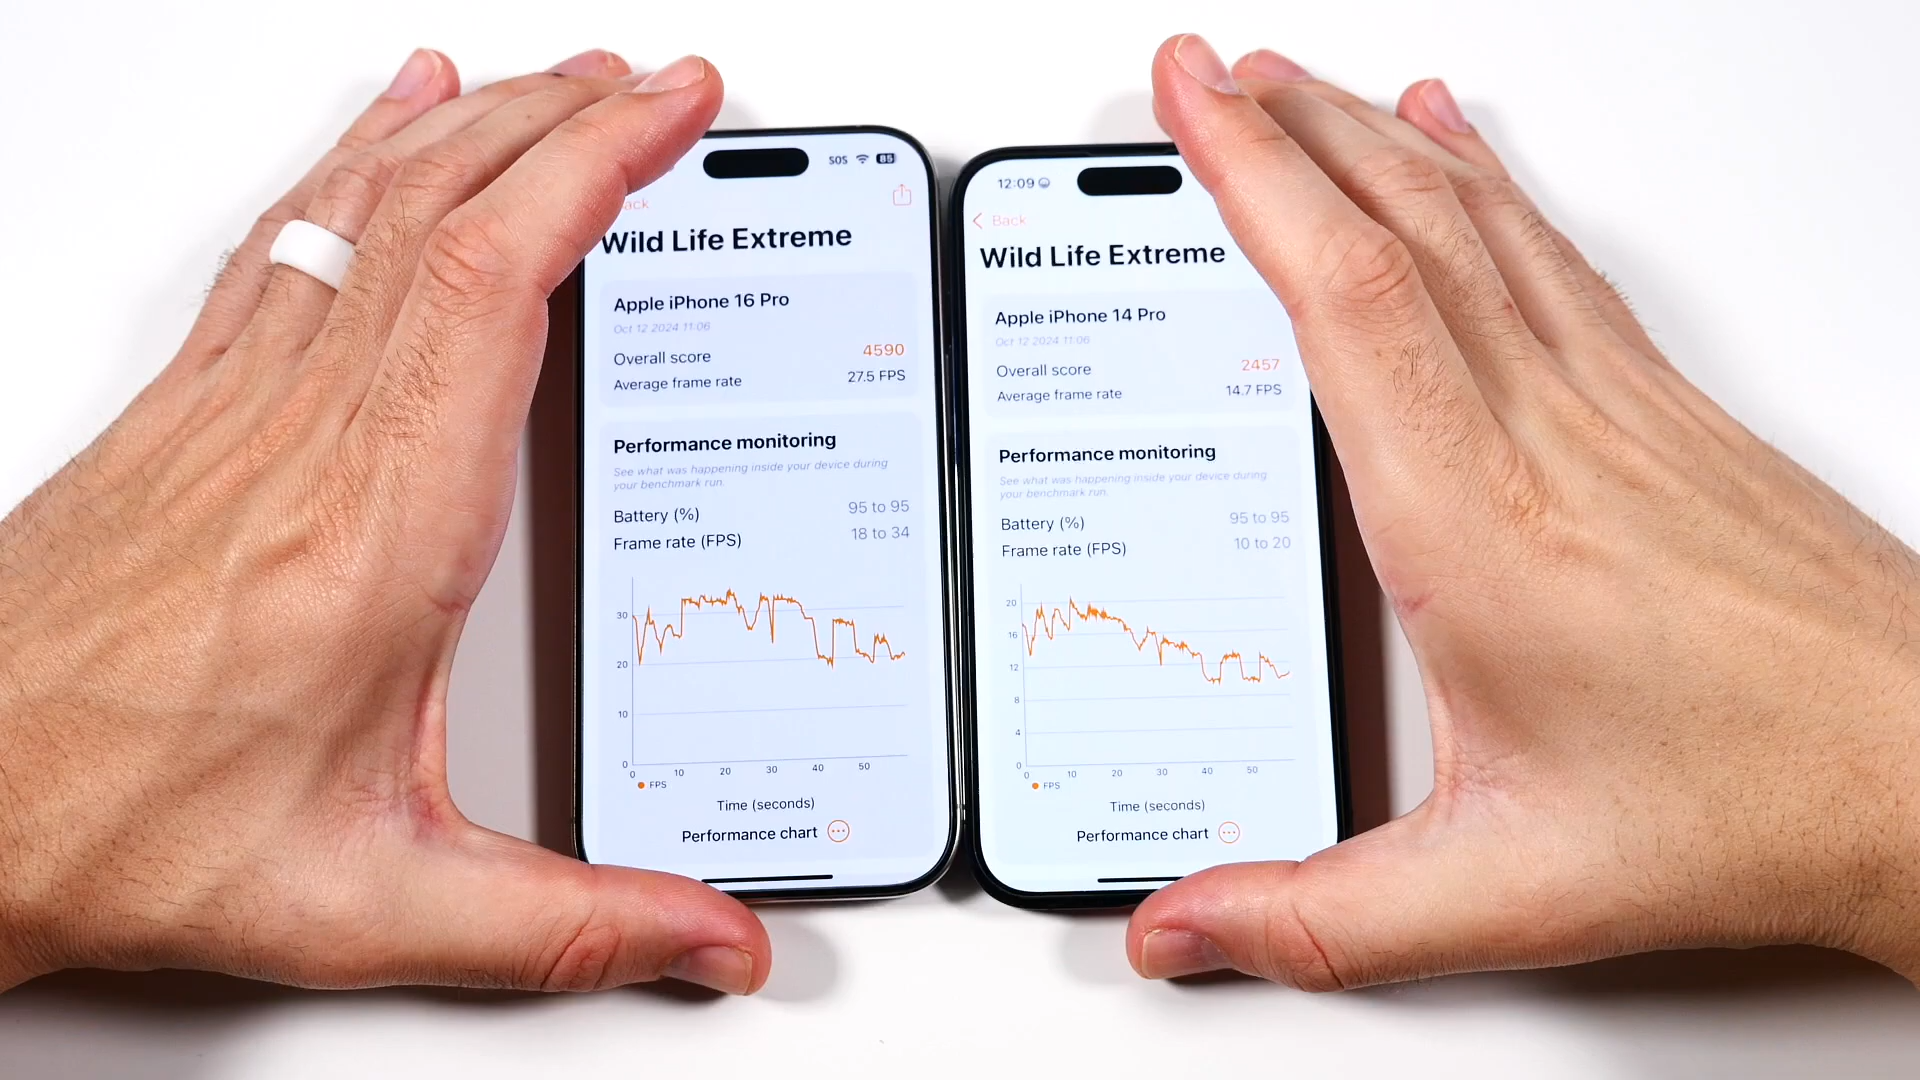 SOS 85
ack
Wild Life Extreme
Apple iPhone 16 Pro
Oct 12 2024 11:06
Overall score 4590
Average frame rate 27.5 FPS
Performance monitoring
See what was happening inside your device during
your benchmark run.
Battery (%) 95 to 95
Frame rate (FPS) 18 to 34
30
20
10
0
0 10 20 30 40 50
FPS
Time (seconds)
Performance chart
12:09
Back
Wild Life Extreme
Apple iPhone 14 Pro
Oct 12 2024 11:06
Overall score 2457
Average frame rate 14.7 FPS
Performance monitoring
See what was happening inside your device during
your benchmark run.
Battery (%) 95 to 95
Frame rate (FPS) 10 to 20
20
16
12
8
4
0
0 10 20 30 40 50
FPS
Time (seconds)
Performance chart